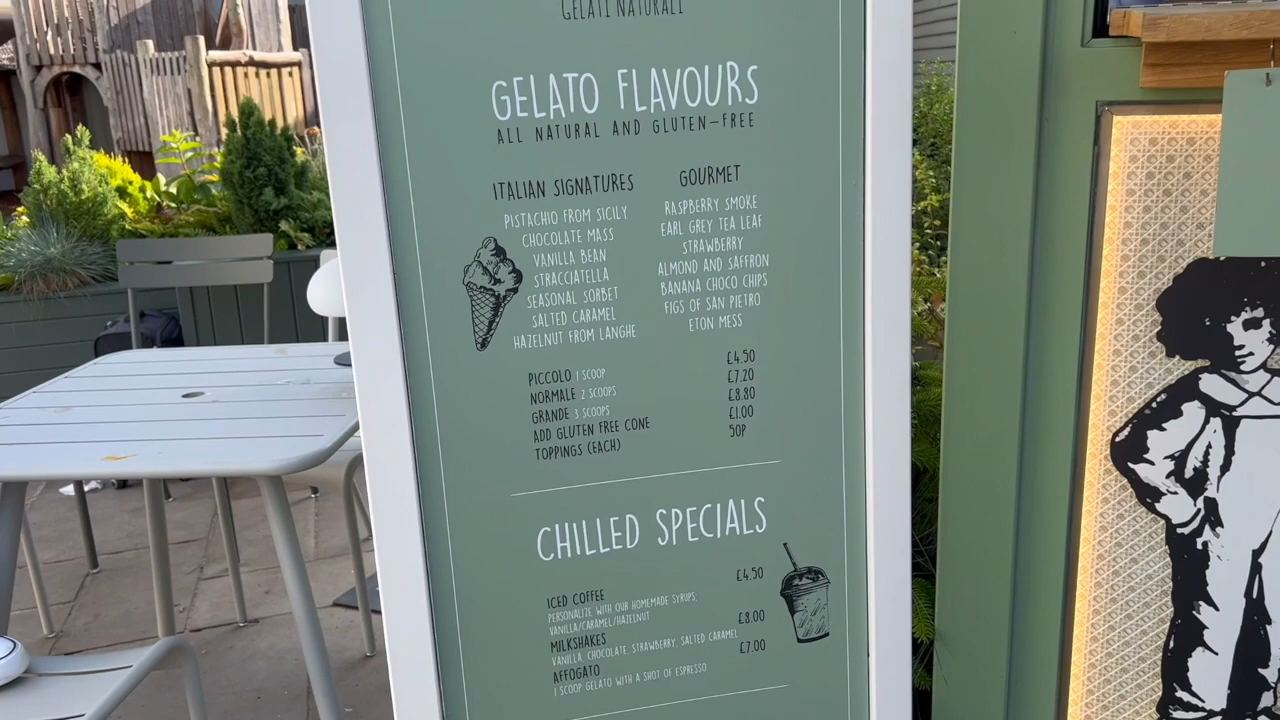 GELATI NATURALI
GELATO FLAVOURS
ALL NATURAL AND GLUTEN-FREE
ITALIAN SIGNATURES
PISTACHIO FROM SICILY
CHOCOLATE MASS
VANILLA BEAN
STRACCIATELLA
SEASONAL SORBET
SALTED CARAMEL
HAZELNUT FROM LANGHE
GOURMET
RASPBERRY SMOKE
EARL GREY TEA LEAF
STRAWBERRY
ALMOND AND SAFFRON
BANANA CHOCO CHIPS
FIGS OF SAN PIETRO
ETON MESS
PICCOLO 1 SCOOP £4.50
NORMALE 2 SCOOPS £7.20
GRANDE 3 SCOOPS £8.80
ADD GLUTEN FREE CONE £1.00
TOPPINGS (EACH) 50P
CHILLED SPECIALS
ICED COFFEE £4.50
PERSONALIZE WITH OUR HOMEMADE SYRUPS;
VANILLA/CARAMEL/HAZELNUT
MILKSHAKES £8.00
VANILLA, CHOCOLATE, STRAWBERRY, SALTED CARAMEL
AFFOGATO £7.00
1 SCOOP GELATO WITH A SHOT OF ESPRESSO